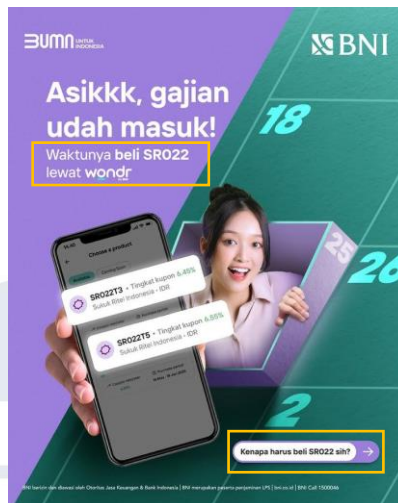 BUMN UNTUK INDONESIA
BNI
Asikkk, gajian
udah masuk!
Waktunya beli SR022
lewat wondr
18
25
26
2
Choose a product
SR022T3 • Tingkat kupon 6.45%
Sukuk Ritel Indonesia - IDR
SR022T5 • Tingkat kupon 6.55%
Sukuk Ritel Indonesia - IDR
Kenapa harus beli SR022 sih?
BNI berizin dan diawasi oleh Otoritas Jasa Keuangan & Bank Indonesia | BNI merupakan peserta penjaminan LPS | bni.co.id | BNI Call 1500046